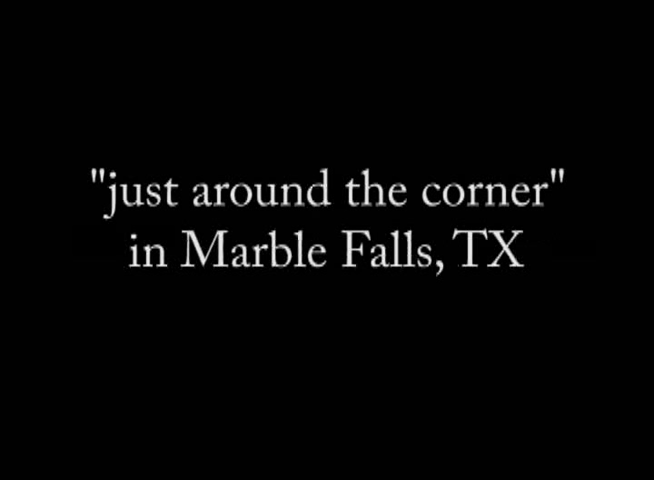 "just around the corner"
in Marble Falls, TX